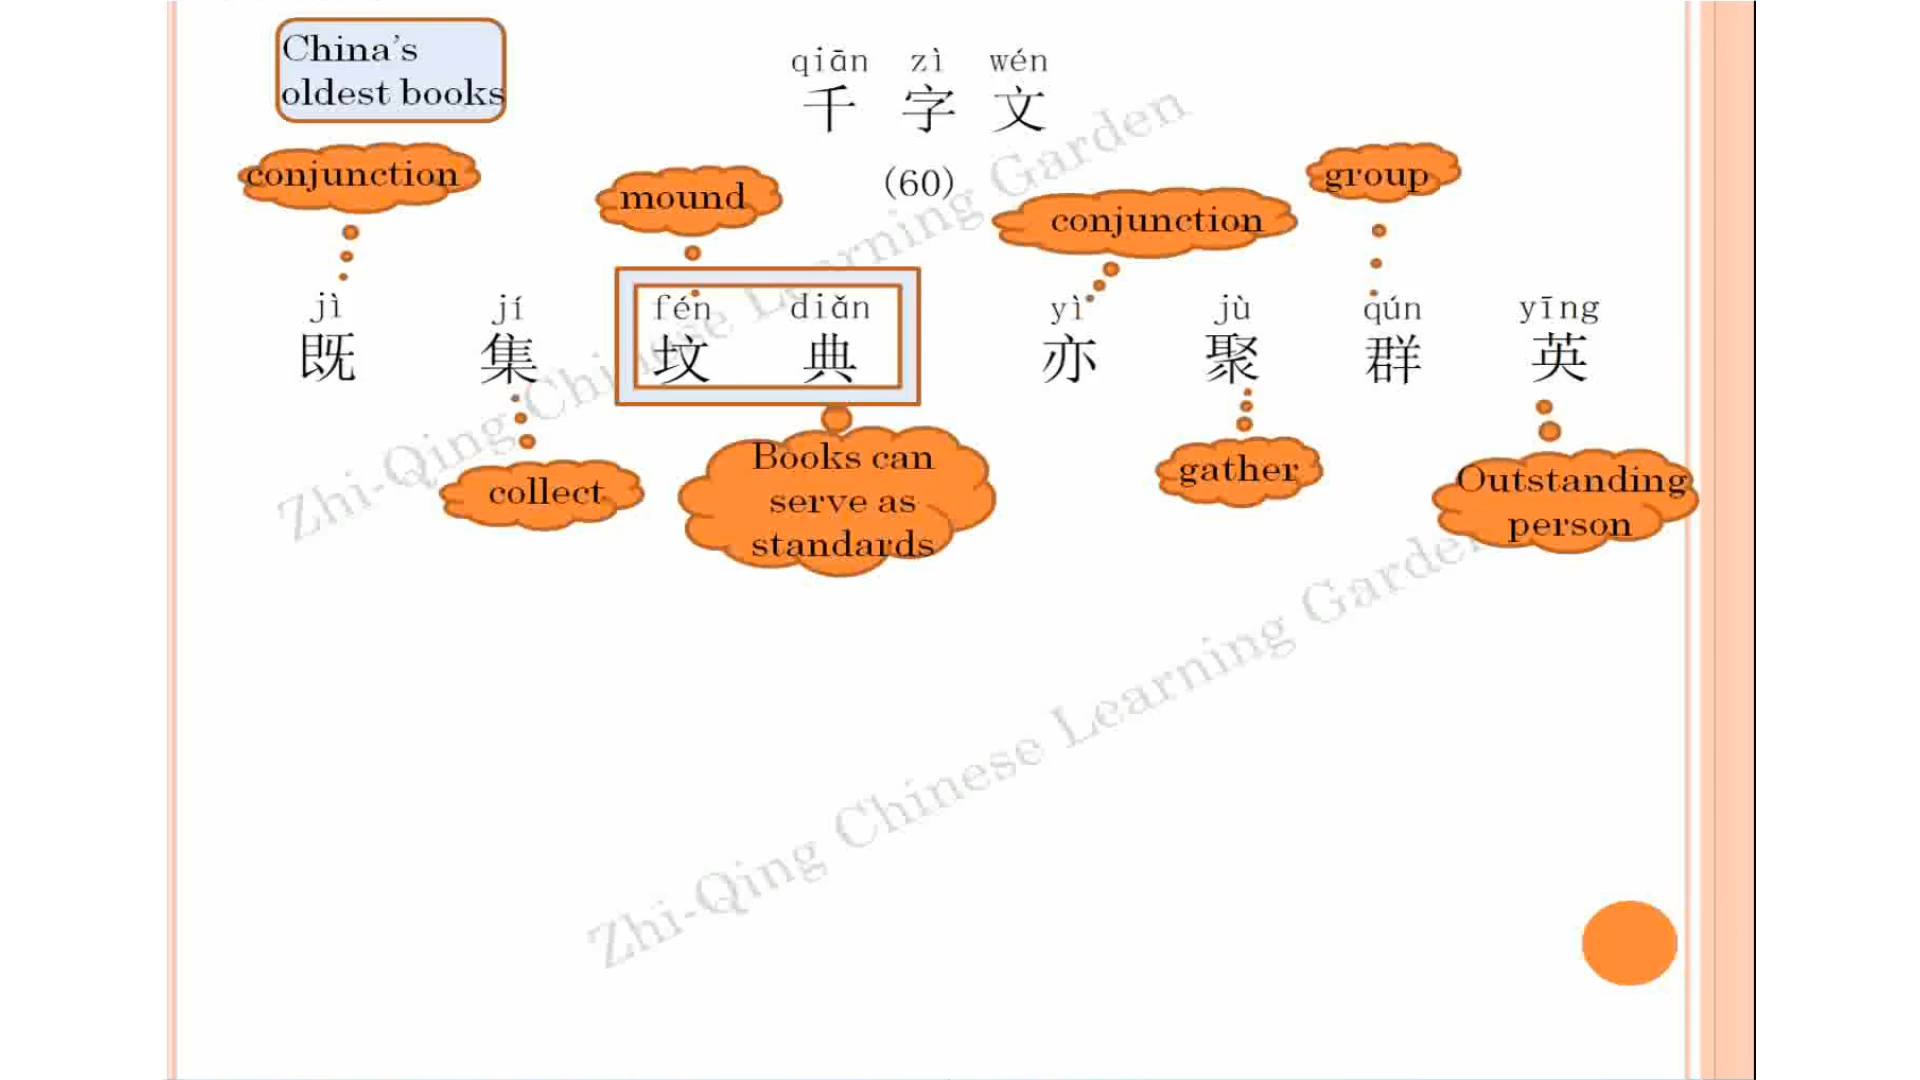 China's
oldest books
qiān zì wén
千 字 文
(60)
conjunction
mound
conjunction
group
jì jí fén diǎn yì jù qún yīng
既 集 坟 典 亦 聚 群 英
collect
Books can
serve as
standards
gather
Outstanding
person
Zhi-Qing Chinese Learning Garden
Zhi-Qing Chinese Learning Garden